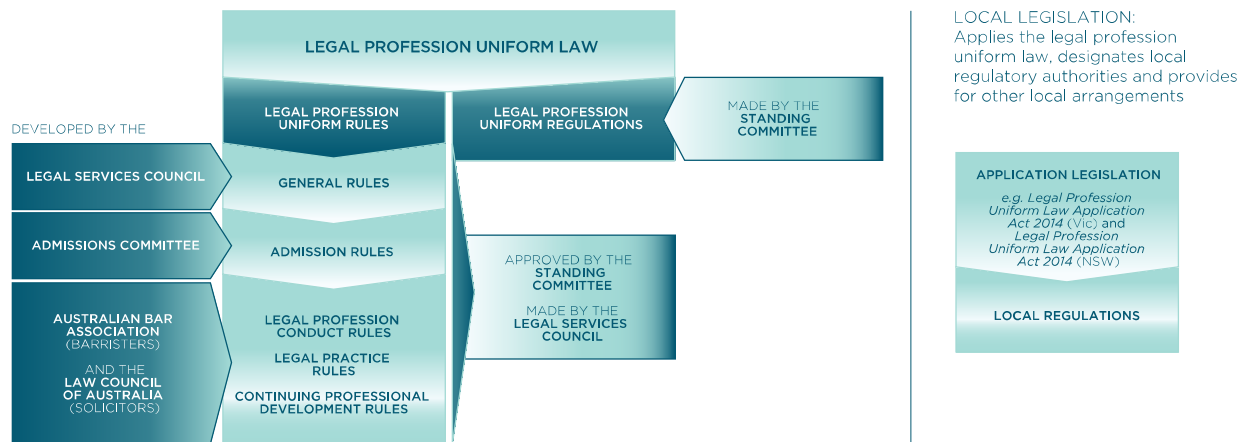 LEGAL PROFESSION UNIFORM LAW
LEGAL PROFESSION
UNIFORM RULES
LEGAL PROFESSION
UNIFORM REGULATIONS
MADE BY THE
STANDING
COMMITTEE
DEVELOPED BY THE
LEGAL SERVICES COUNCIL
GENERAL RULES
ADMISSIONS COMMITTEE
ADMISSION RULES
AUSTRALIAN BAR
ASSOCIATION
(BARRISTERS)
AND THE
LAW COUNCIL
OF AUSTRALIA
(SOLICITORS)
LEGAL PROFESSION
CONDUCT RULES
LEGAL PRACTICE
RULES
CONTINUING PROFESSIONAL
DEVELOPMENT RULES
APPROVED BY THE
STANDING
COMMITTEE
MADE BY THE
LEGAL SERVICES
COUNCIL
LOCAL LEGISLATION:
Applies the legal profession
uniform law, designates local
regulatory authorities and provides
for other local arrangements
APPLICATION LEGISLATION
e.g. Legal Profession
Uniform Law Application
Act 2014 (Vic) and
Legal Profession
Uniform Law Application
Act 2014 (NSW)
LOCAL REGULATIONS